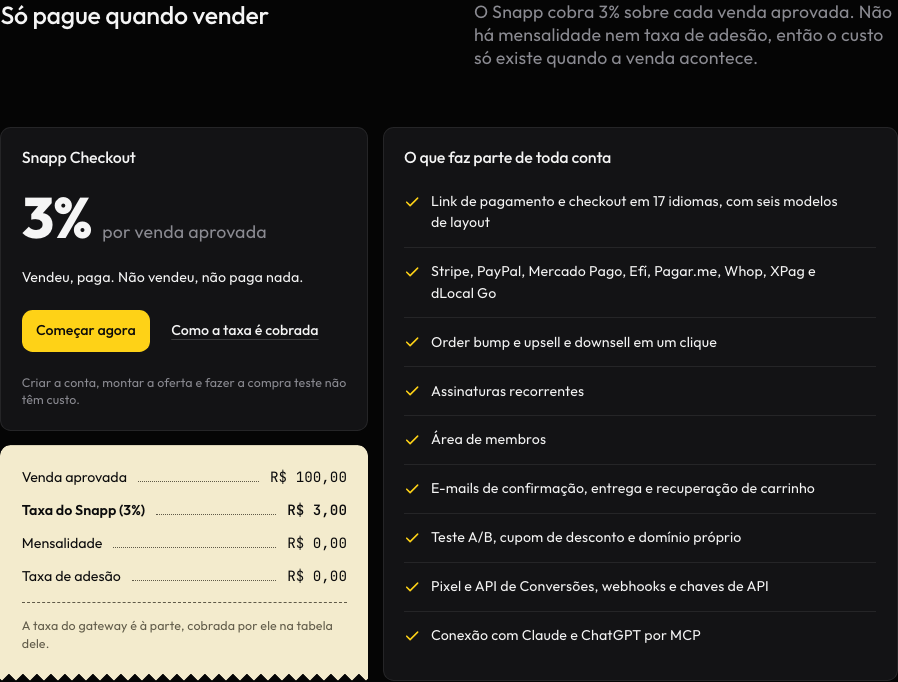 Só pague quando vender
O Snapp cobra 3% sobre cada venda aprovada. Não
há mensalidade nem taxa de adesão, então o custo
só existe quando a venda acontece.
Snapp Checkout
3% por venda aprovada
Vendeu, paga. Não vendeu, não paga nada.
Começar agora
Como a taxa é cobrada
Criar a conta, montar a oferta e fazer a compra teste não
têm custo.
Venda aprovada R$ 100,00
Taxa do Snapp (3%) R$ 3,00
Mensalidade R$ 0,00
Taxa de adesão R$ 0,00
A taxa do gateway é à parte, cobrada por ele na tabela
dele.
O que faz parte de toda conta
Link de pagamento e checkout em 17 idiomas, com seis modelos
de layout
Stripe, PayPal, Mercado Pago, Efí, Pagar.me, Whop, XPag e
dLocal Go
Order bump e upsell e downsell em um clique
Assinaturas recorrentes
Área de membros
E-mails de confirmação, entrega e recuperação de carrinho
Teste A/B, cupom de desconto e domínio próprio
Pixel e API de Conversões, webhooks e chaves de API
Conexão com Claude e ChatGPT por MCP